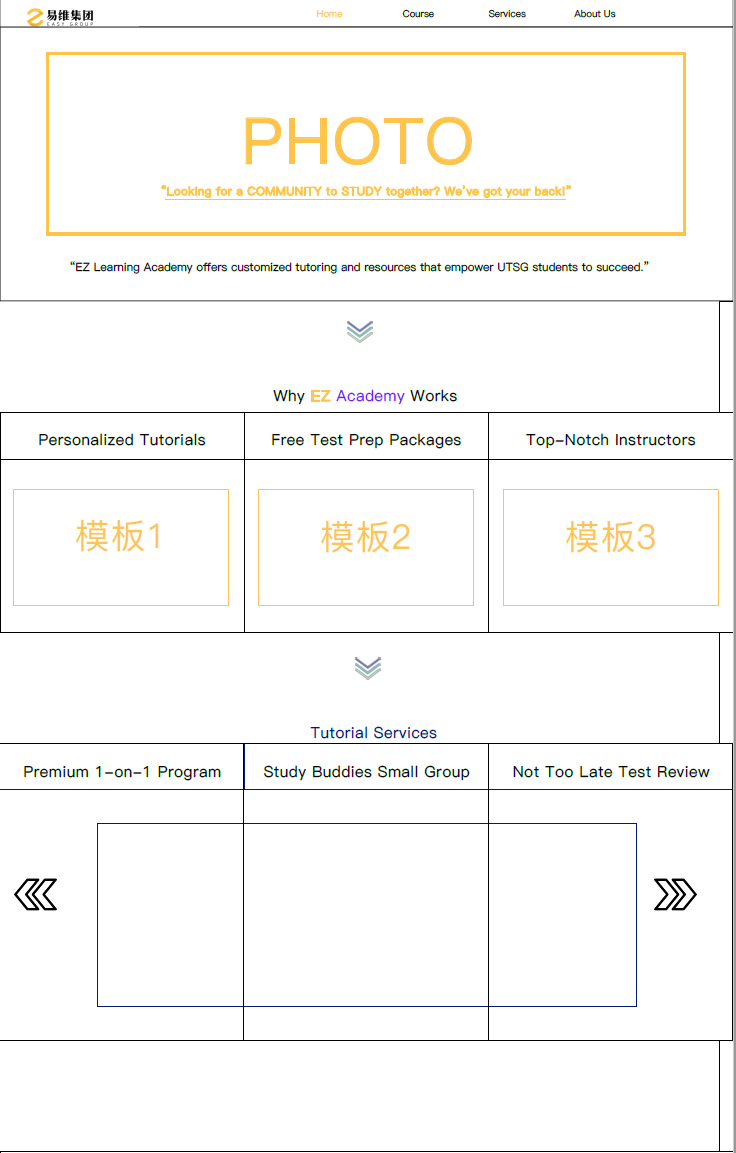 易维集团
EASY GROUP
Home Course Services About Us
PHOTO
“Looking for a COMMUNITY to STUDY together? We’ve got your back!”
“EZ Learning Academy offers customized tutoring and resources that empower UTSG students to succeed.”
Why EZ Academy Works
Personalized Tutorials Free Test Prep Packages Top-Notch Instructors
模板1 模板2 模板3
Tutorial Services
Premium 1-on-1 Program Study Buddies Small Group Not Too Late Test Review